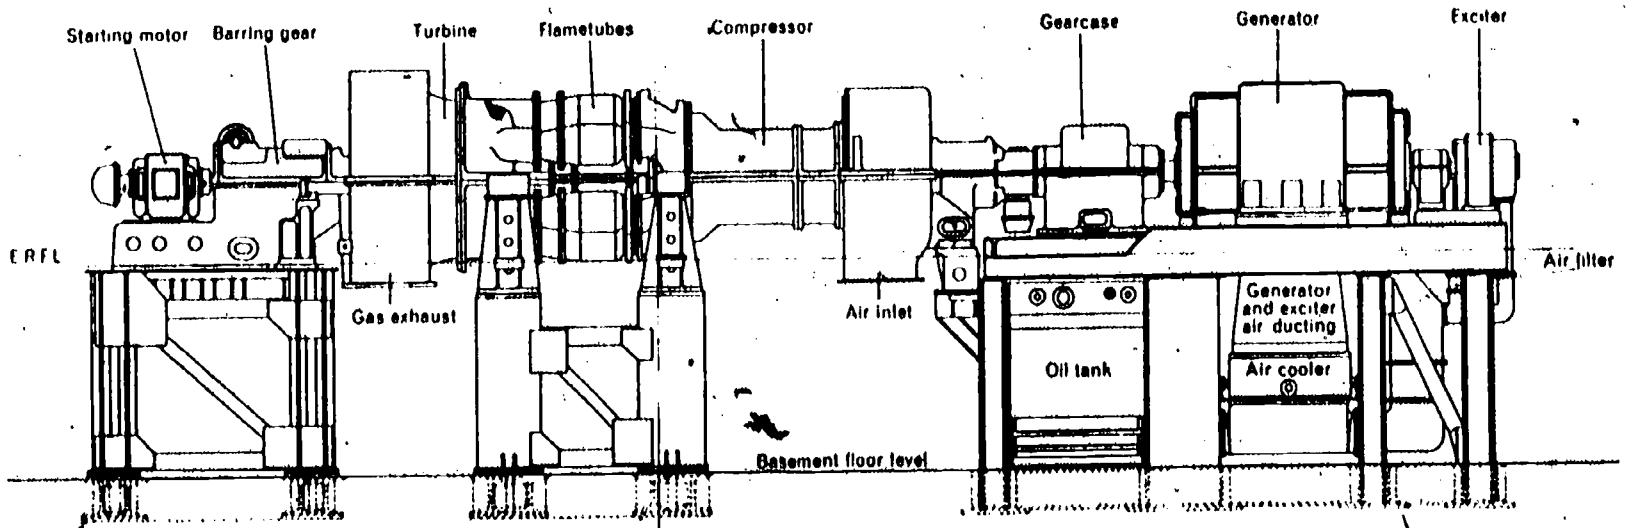 Starting motor
Barring gear
Turbine
Flametubes
Compressor
Gearcase
Generator
Exciter
E R F L
Air filter
Gas exhaust
Air inlet
Generator
and exciter
air ducting
Oil tank
Air cooler
Basement floor level